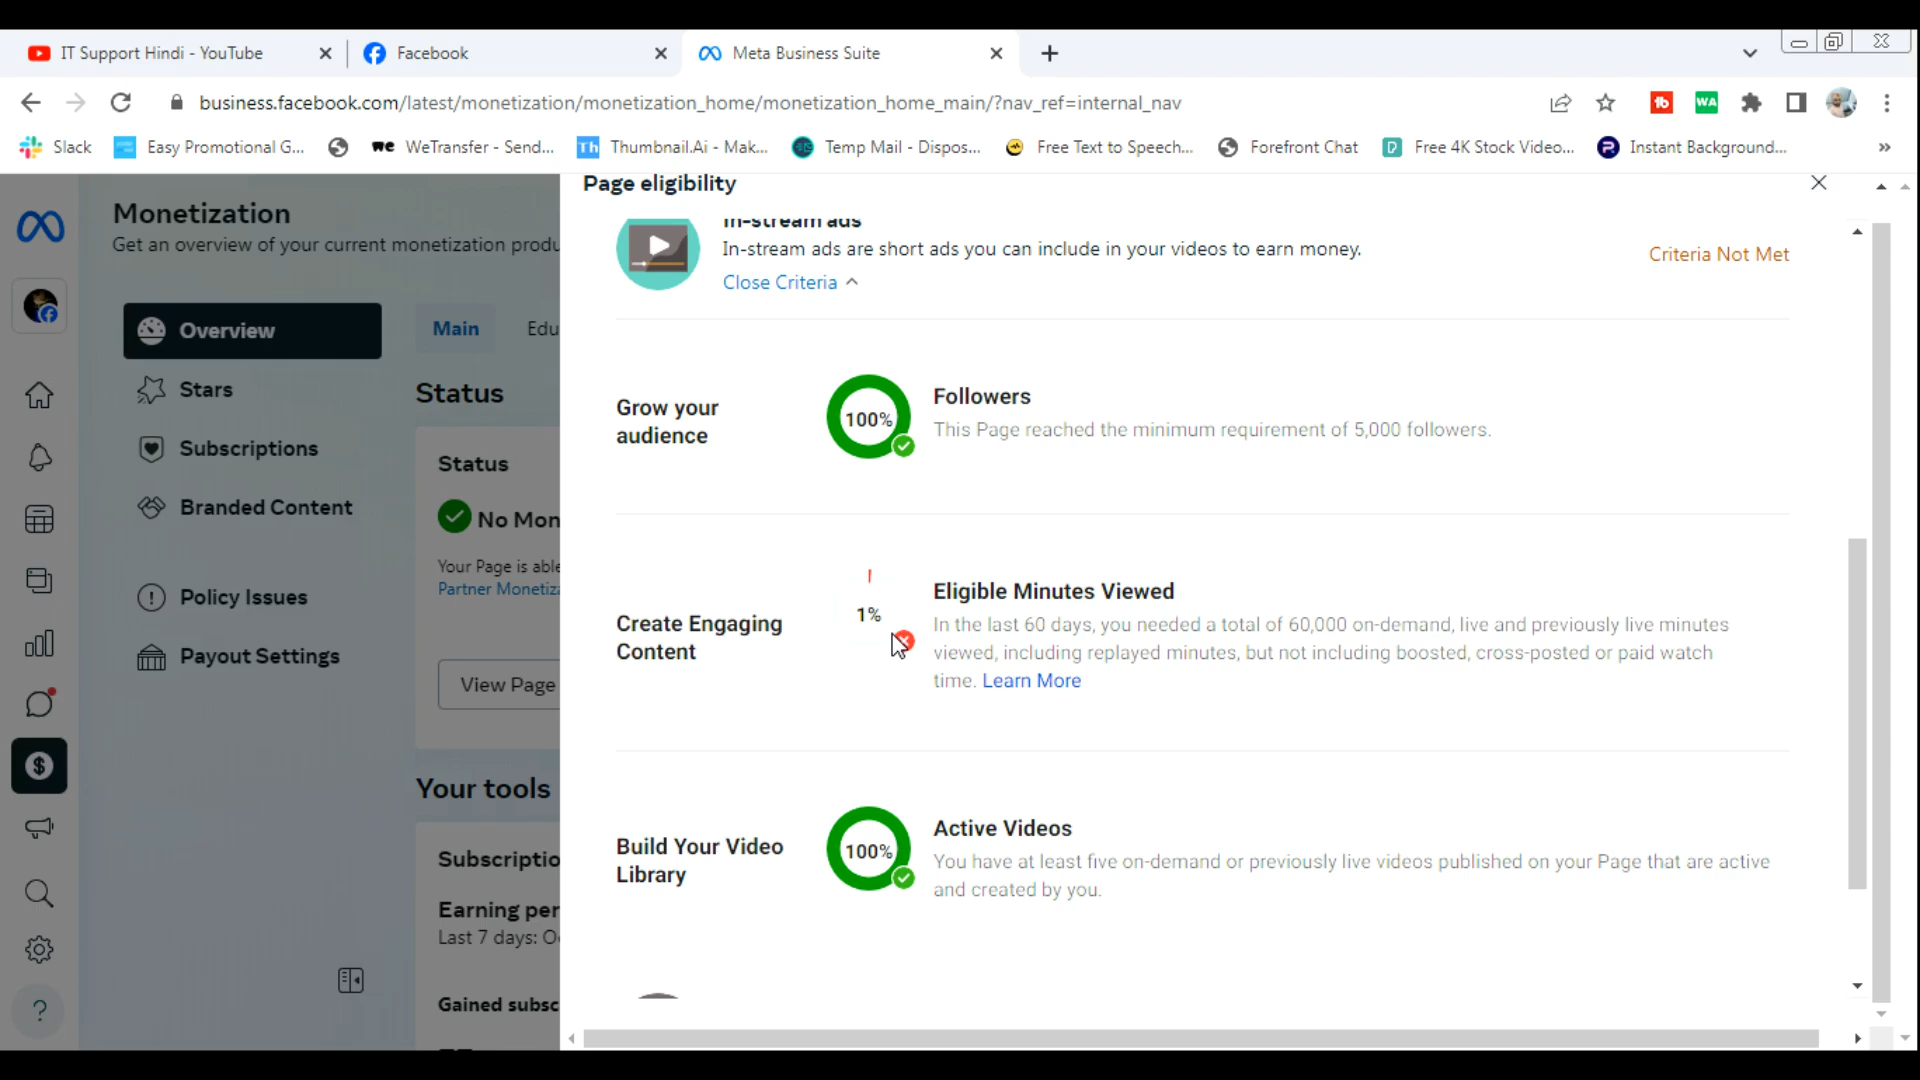 IT Support Hindi - YouTube
Facebook
Meta Business Suite
business.facebook.com/latest/monetization/monetization_home/monetization_home_main/?nav_ref=internal_nav
Slack
Easy Promotional G...
WeTransfer - Send...
Thumbnail.Ai - Mak...
Temp Mail - Dispos...
Free Text to Speech...
Forefront Chat
Free 4K Stock Video...
Instant Background...
»
Monetization
Get an overview of your current monetization produ
Overview
Stars
Subscriptions
Branded Content
Policy Issues
Payout Settings
Main
Edu
Status
Status
No Mon
Your Page is able
Partner Monetiz
View Page
Your tools
Subscriptio
Earning per
Last 7 days: O
Gained subsc
Page eligibility
In-stream ads
In-stream ads are short ads you can include in your videos to earn money.
Close Criteria
Criteria Not Met
Grow your
audience
100%
Followers
This Page reached the minimum requirement of 5,000 followers.
Create Engaging
Content
1%
Eligible Minutes Viewed
In the last 60 days, you needed a total of 60,000 on-demand, live and previously live minutes
viewed, including replayed minutes, but not including boosted, cross-posted or paid watch
time. Learn More
Build Your Video
Library
100%
Active Videos
You have at least five on-demand or previously live videos published on your Page that are active
and created by you.